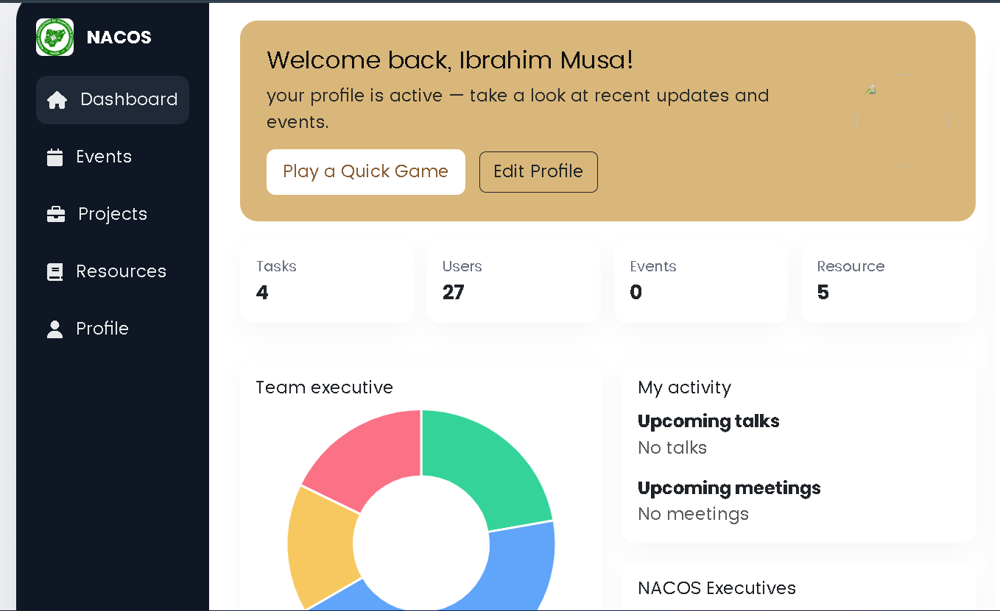 NACOS
Dashboard
Events
Projects
Resources
Profile
Welcome back, Ibrahim Musa!
your profile is active — take a look at recent updates and
events.
Play a Quick Game
Edit Profile
Tasks
4
Users
27
Events
0
Resource
5
Team executive
My activity
Upcoming talks
No talks
Upcoming meetings
No meetings
NACOS Executives